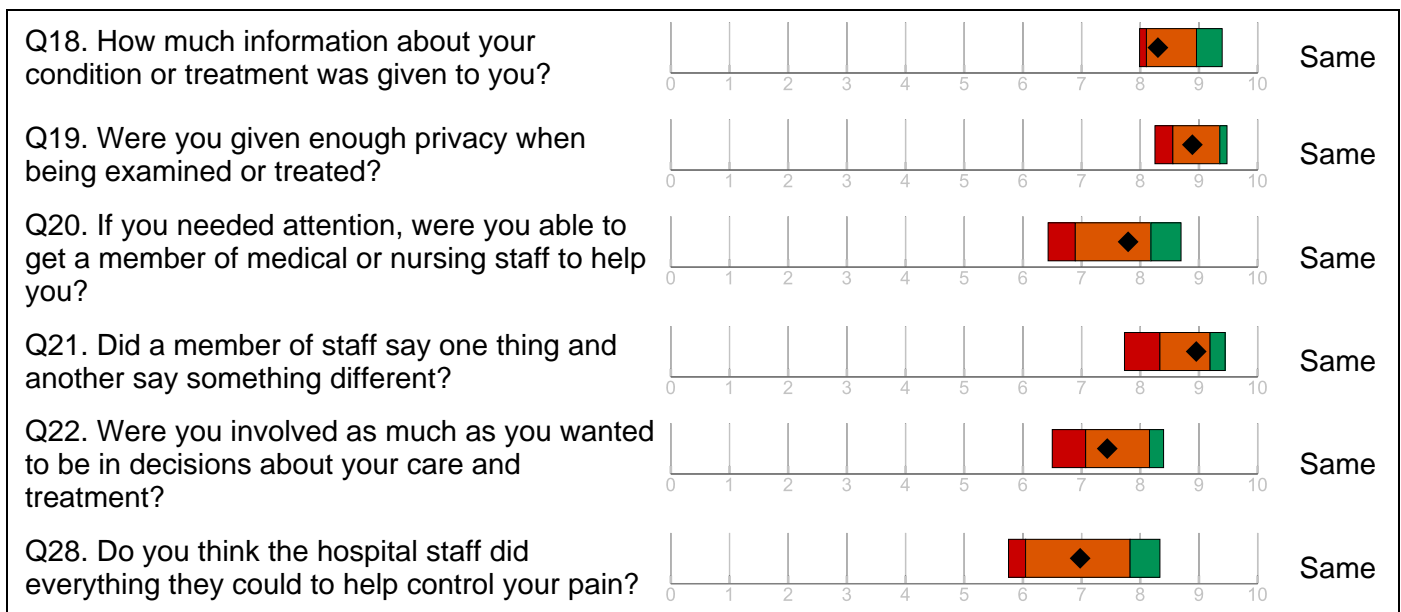 Q18. How much information about your
condition or treatment was given to you?
0 1 2 3 4 5 6 7 8 9 10
Same
Q19. Were you given enough privacy when
being examined or treated?
0 1 2 3 4 5 6 7 8 9 10
Same
Q20. If you needed attention, were you able to
get a member of medical or nursing staff to help
you?
0 1 2 3 4 5 6 7 8 9 10
Same
Q21. Did a member of staff say one thing and
another say something different?
0 1 2 3 4 5 6 7 8 9 10
Same
Q22. Were you involved as much as you wanted
to be in decisions about your care and
treatment?
0 1 2 3 4 5 6 7 8 9 10
Same
Q28. Do you think the hospital staff did
everything they could to help control your pain?
0 1 2 3 4 5 6 7 8 9 10
Same